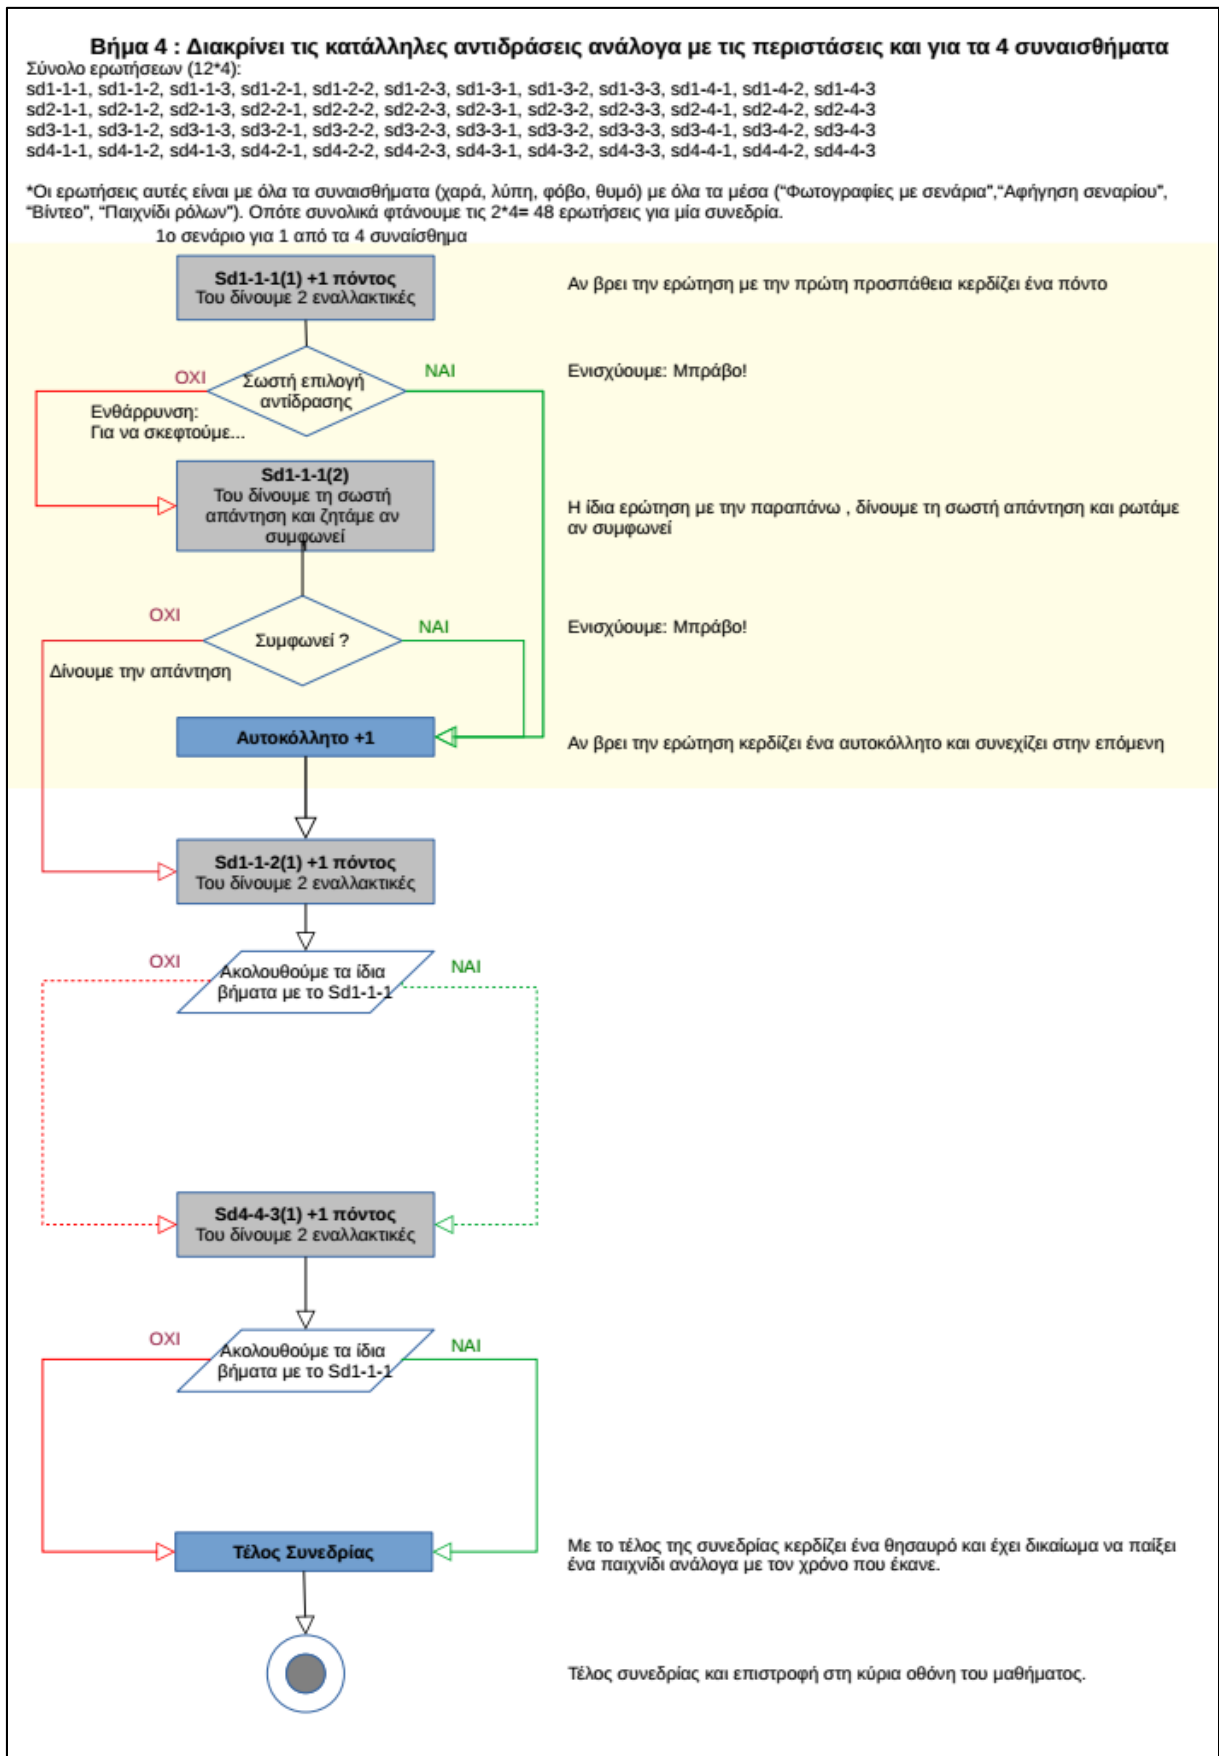 Βήμα 4 : Διακρίνει τις κατάλληλες αντιδράσεις ανάλογα με τις περιστάσεις και για τα 4 συναισθήματα
Σύνολο ερωτήσεων (12*4):
sd1-1-1, sd1-1-2, sd1-1-3, sd1-2-1, sd1-2-2, sd1-2-3, sd1-3-1, sd1-3-2, sd1-3-3, sd1-4-1, sd1-4-2, sd1-4-3
sd2-1-1, sd2-1-2, sd2-1-3, sd2-2-1, sd2-2-2, sd2-2-3, sd2-3-1, sd2-3-2, sd2-3-3, sd2-4-1, sd2-4-2, sd2-4-3
sd3-1-1, sd3-1-2, sd3-1-3, sd3-2-1, sd3-2-2, sd3-2-3, sd3-3-1, sd3-3-2, sd3-3-3, sd3-4-1, sd3-4-2, sd3-4-3
sd4-1-1, sd4-1-2, sd4-1-3, sd4-2-1, sd4-2-2, sd4-2-3, sd4-3-1, sd4-3-2, sd4-3-3, sd4-4-1, sd4-4-2, sd4-4-3
*Οι ερωτήσεις αυτές είναι με όλα τα συναισθήματα (χαρά, λύπη, φόβο, θυμό) με όλα τα μέσα (“Φωτογραφίες με σενάρια”,“Αφήγηση σεναρίου”,
“Βίντεο”, “Παιχνίδι ρόλων”). Οπότε συνολικά φτάνουμε τις 2*4= 48 ερωτήσεις για μία συνεδρία.
1ο σενάριο για 1 από τα 4 συναίσθημα
Sd1-1-1(1) +1 πόντος
Του δίνουμε 2 εναλλακτικές
Αν βρει την ερώτηση με την πρώτη προσπάθεια κερδίζει ένα πόντο
ΟΧΙ
Σωστή επιλογή
αντίδρασης
ΝΑΙ
Ενισχύουμε: Μπράβο!
Ενθάρρυνση:
Για να σκεφτούμε...
Sd1-1-1(2)
Του δίνουμε τη σωστή
απάντηση και ζητάμε αν
συμφωνεί
Η ίδια ερώτηση με την παραπάνω , δίνουμε τη σωστή απάντηση και ρωτάμε
αν συμφωνεί
ΟΧΙ
Συμφωνεί ?
ΝΑΙ
Ενισχύουμε: Μπράβο!
Δίνουμε την απάντηση
Αυτοκόλλητο +1
Αν βρει την ερώτηση κερδίζει ένα αυτοκόλλητο και συνεχίζει στην επόμενη
Sd1-1-2(1) +1 πόντος
Του δίνουμε 2 εναλλακτικές
ΟΧΙ
Ακολουθούμε τα ίδια
βήματα με το Sd1-1-1
ΝΑΙ
Sd4-4-3(1) +1 πόντος
Του δίνουμε 2 εναλλακτικές
ΟΧΙ
Ακολουθούμε τα ίδια
βήματα με το Sd1-1-1
ΝΑΙ
Τέλος Συνεδρίας
Με το τέλος της συνεδρίας κερδίζει ένα θησαυρό και έχει δικαίωμα να παίξει
ένα παιχνίδι ανάλογα με τον χρόνο που έκανε.
Τέλος συνεδρίας και επιστροφή στη κύρια οθόνη του μαθήματος.